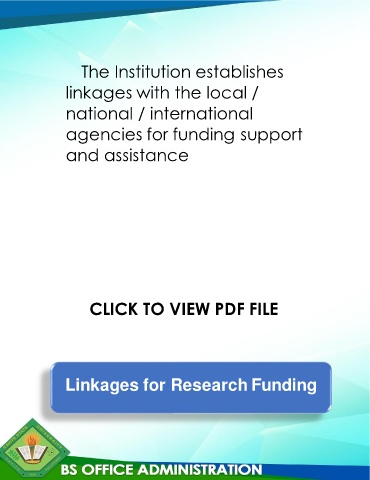 The Institution establishes
linkages with the local /
national / international
agencies for funding support
and assistance
CLICK TO VIEW PDF FILE
Linkages for Research Funding
BS OFFICE ADMINISTRATION